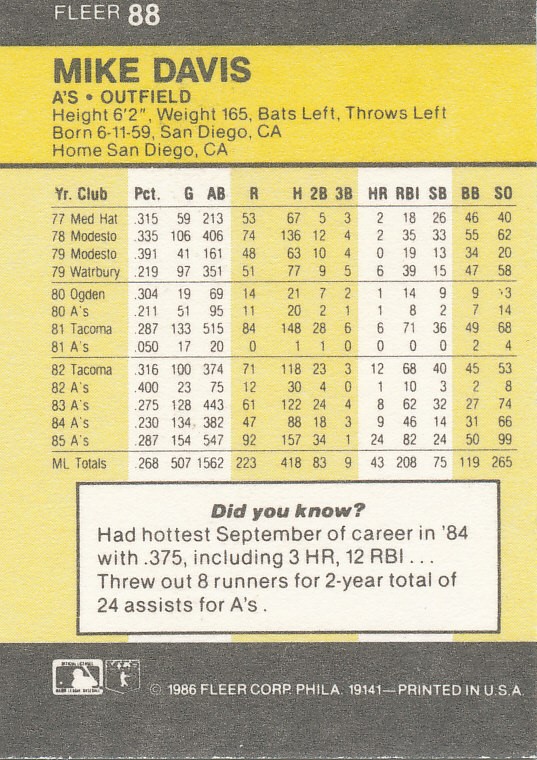 FLEER 88
MIKE DAVIS
A'S • OUTFIELD
Height 6'2", Weight 165, Bats Left, Throws Left
Born 6-11-59, San Diego, CA
Home San Diego, CA
Yr. Club Pct. G AB R H 2B 3B HR RBI SB BB SO
77 Med Hat .315 59 213 53 67 5 3 2 18 26 46 40
78 Modesto .335 106 406 74 136 12 4 2 35 33 55 62
79 Modesto .391 41 161 48 63 10 4 0 19 13 34 20
79 Watrbury .219 97 351 51 77 9 5 6 39 15 47 58
80 Ogden .304 19 69 14 21 7 2 1 14 9 9
80 A's .211 51 95 11 20 2 1 1 8 2 7 14
81 Tacoma .287 133 515 84 148 28 6 6 71 36 49 68
81 A's .050 17 20 0 1 1 0 0 0 0 2 4
82 Tacoma .316 100 374 71 118 23 3 12 68 40 45 53
82 A's .400 23 75 12 30 4 0 1 10 3 2 8
83 A's .275 128 443 61 122 24 4 8 62 32 27 74
84 A's .230 134 382 47 88 18 3 9 46 14 31 66
85 A's .287 154 547 92 157 34 1 24 82 24 50 99
ML Totals .268 507 1562 223 418 83 9 43 208 75 119 265
Did you know?
Had hottest September of career in '84
with .375, including 3 HR, 12 RBI ...
Threw out 8 runners for 2-year total of
24 assists for A's.
© 1986 FLEER CORP. PHILA. 19141—PRINTED IN U.S.A.